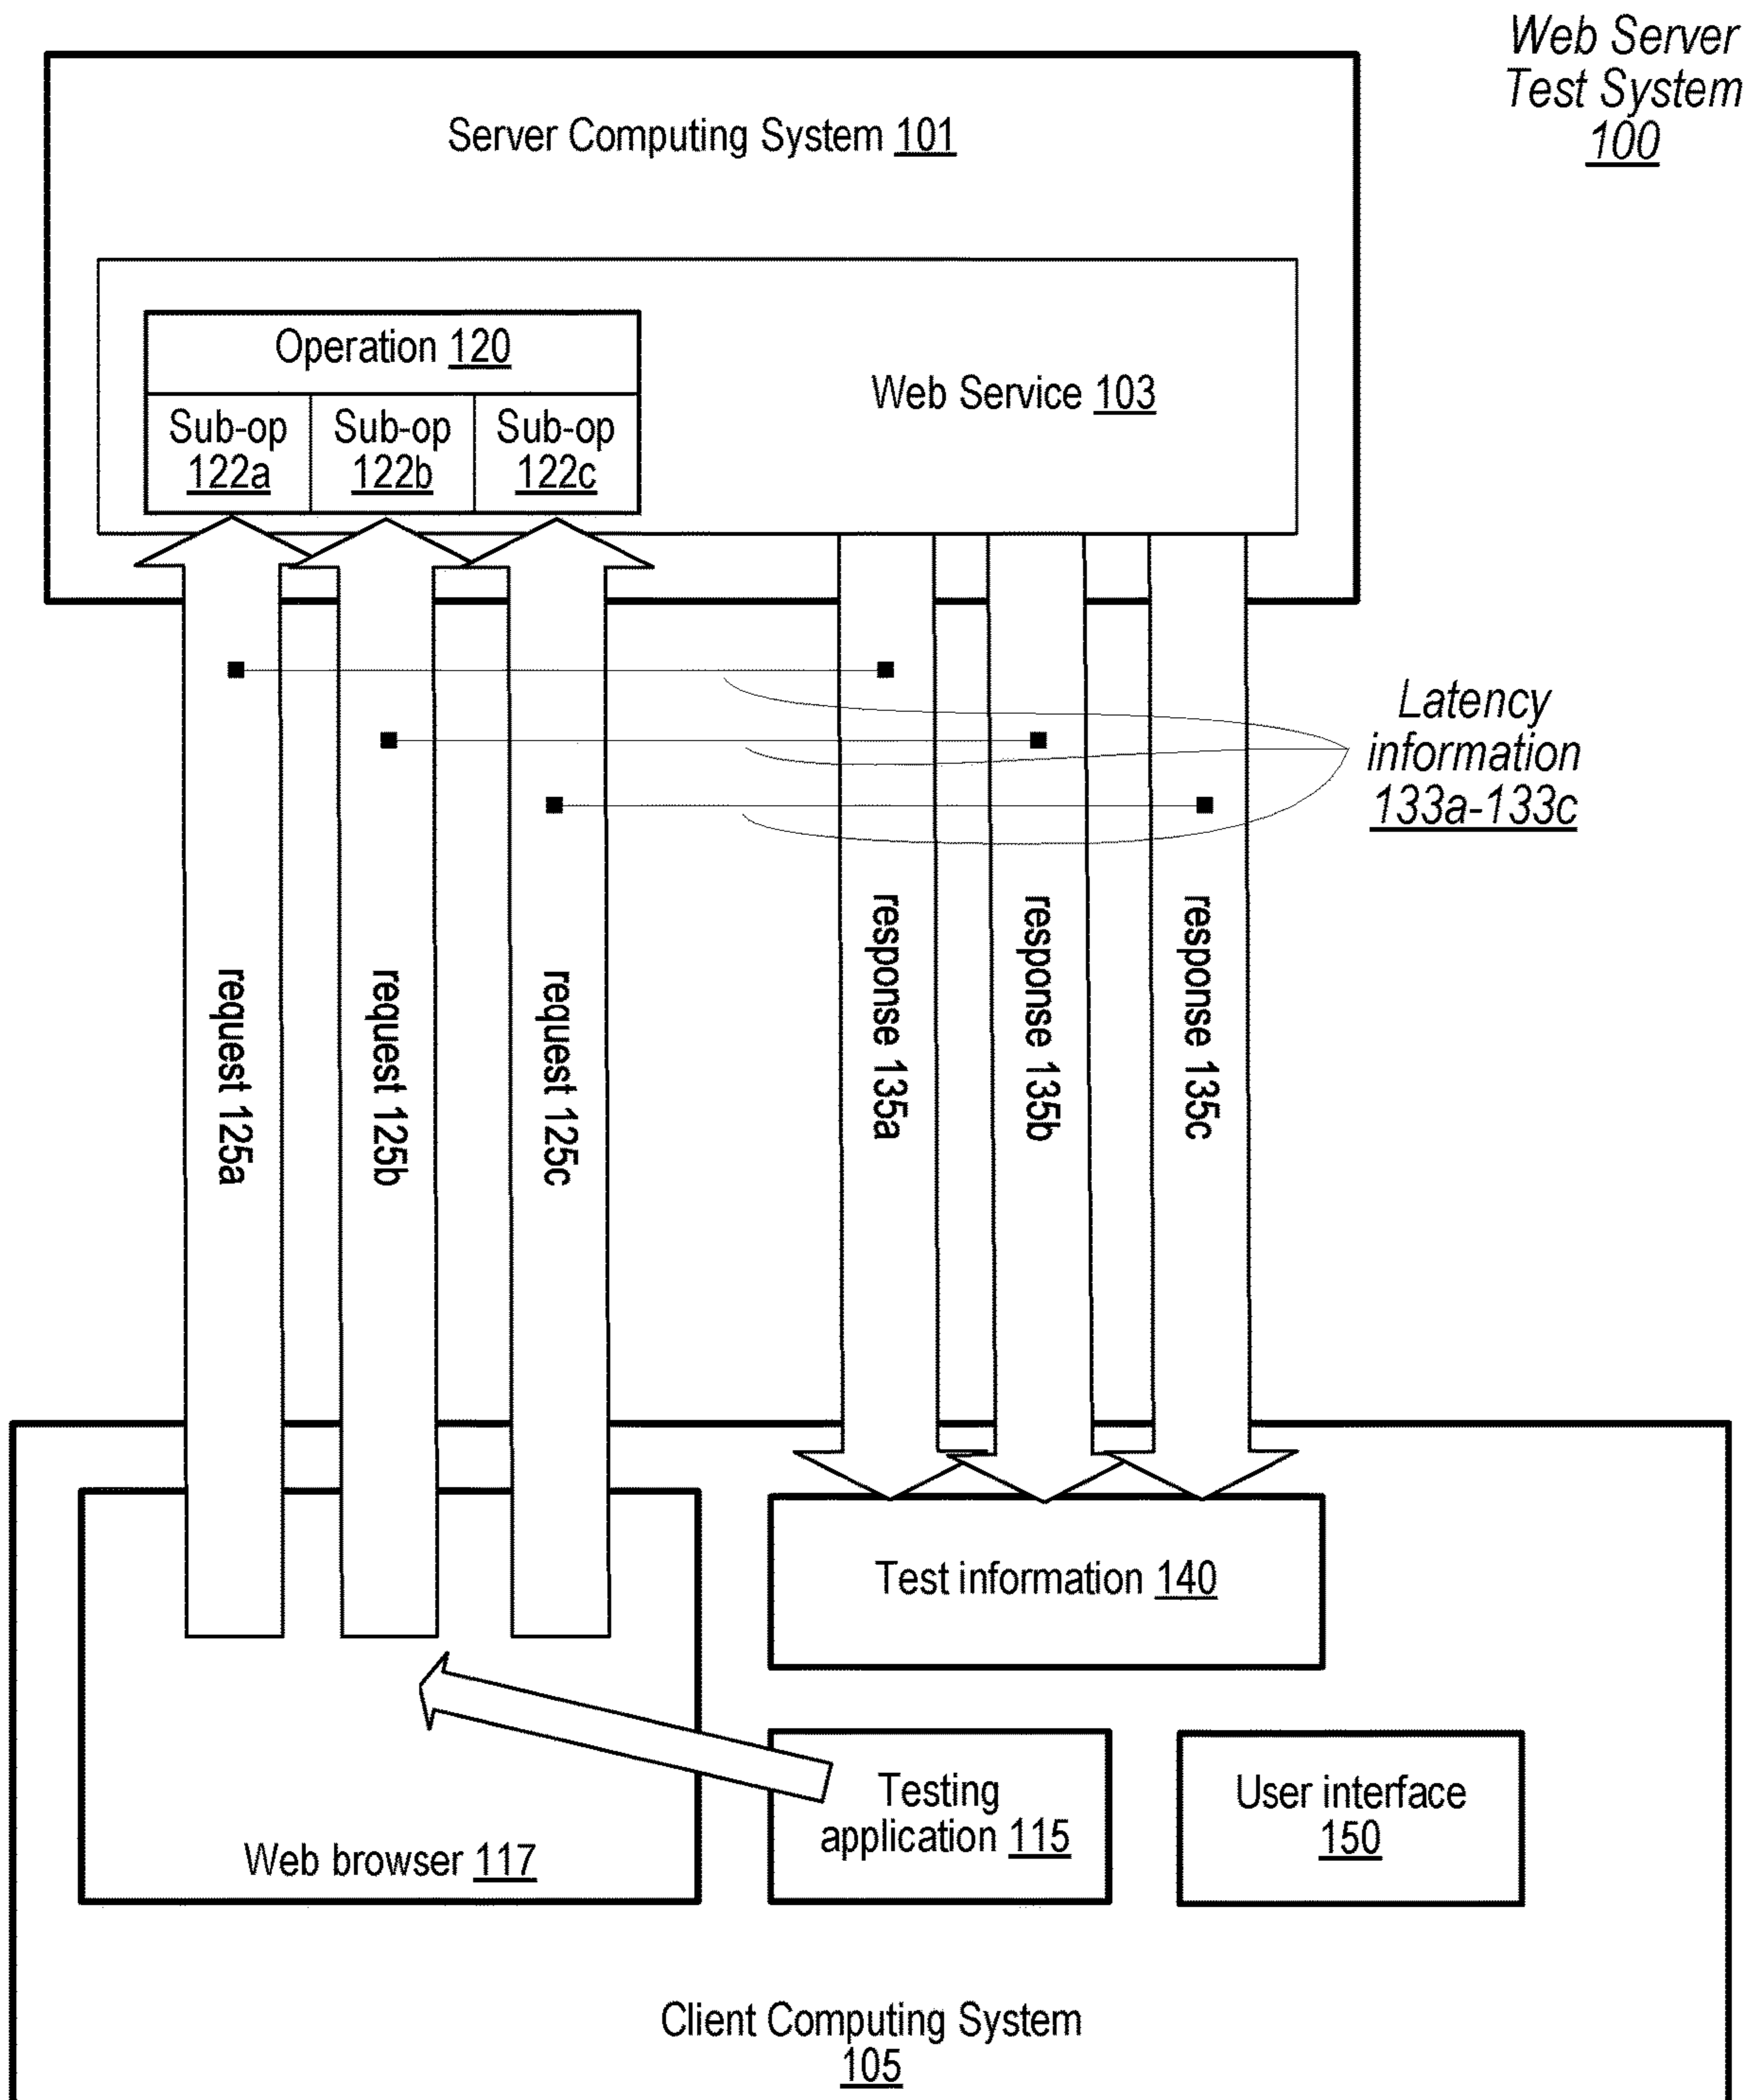 Web Server
Test System
100
Server Computing System 101
Operation 120
Web Service 103
Sub-op
122a
Sub-op
122b
Sub-op
122c
Latency
information
133a-133c
request 125a
request 125b
request 125c
response 135a
response 135b
response 135c
Test information 140
Testing
application 115
User interface
150
Web browser 117
Client Computing System
105